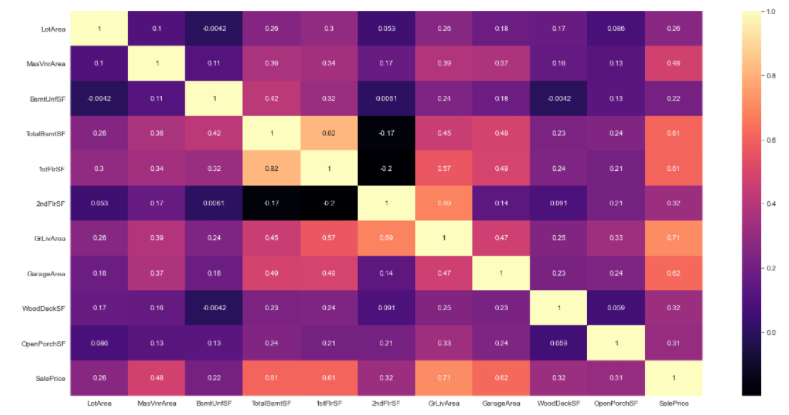 LotArea 1 0.1 -0.0042 0.26 0.3 0.053 0.26 0.18 0.17 0.086 0.26
MasVnrArea 0.1 1 0.11 0.36 0.34 0.17 0.39 0.37 0.16 0.13 0.48
BsmtUnfSF -0.0042 0.11 1 0.42 0.32 0.0061 0.24 0.18 -0.0042 0.13 0.22
TotalBsmtSF 0.26 0.36 0.42 1 0.82 -0.17 0.45 0.49 0.23 0.24 0.61
1stFlrSF 0.3 0.34 0.32 0.82 1 -0.2 0.57 0.49 0.24 0.21 0.61
2ndFlrSF 0.053 0.17 0.0061 -0.17 -0.2 1 0.69 0.14 0.091 0.21 0.32
GrLivArea 0.26 0.39 0.24 0.45 0.57 0.69 1 0.47 0.25 0.33 0.71
GarageArea 0.18 0.37 0.18 0.49 0.49 0.14 0.47 1 0.23 0.24 0.62
WoodDeckSF 0.17 0.16 -0.0042 0.23 0.24 0.091 0.25 0.23 1 0.059 0.32
OpenPorchSF 0.086 0.13 0.13 0.24 0.21 0.21 0.33 0.24 0.059 1 0.31
SalePrice 0.26 0.48 0.22 0.61 0.61 0.32 0.71 0.62 0.32 0.31 1
LotArea MasVnrArea BsmtUnfSF TotalBsmtSF 1stFlrSF 2ndFlrSF GrLivArea GarageArea WoodDeckSF OpenPorchSF SalePrice
1.0
0.8
0.6
0.4
0.2
0.0